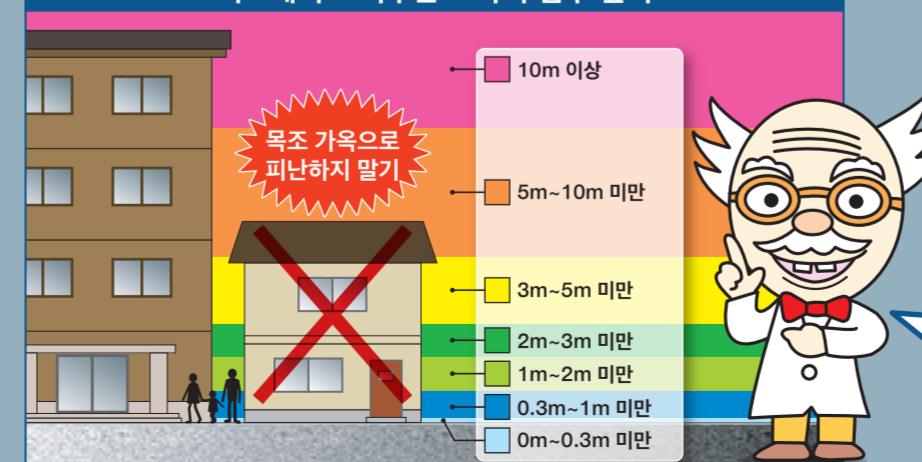 목조 가옥으로
피난하지 말기
10m 이상
5m~10m 미만
3m~5m 미만
2m~3m 미만
1m~2m 미만
0.3m~1m 미만
0m~0.3m 미만